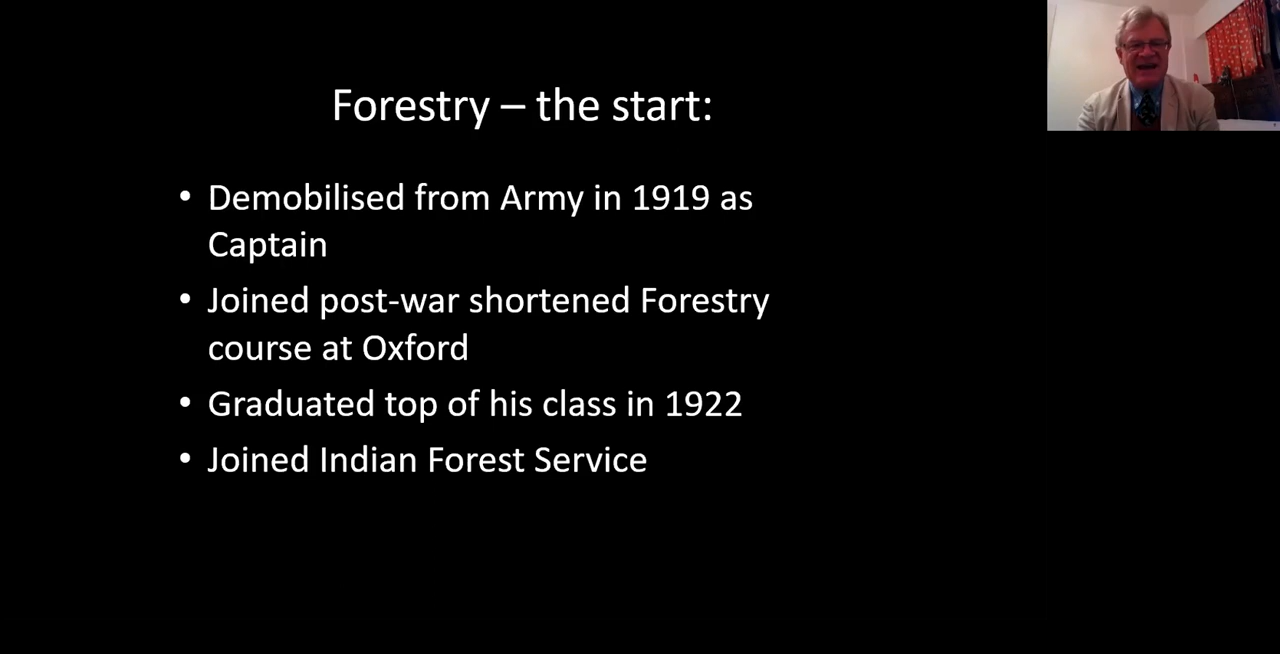 Forestry – the start:
• Demobilised from Army in 1919 as
Captain
• Joined post-war shortened Forestry
course at Oxford
• Graduated top of his class in 1922
• Joined Indian Forest Service